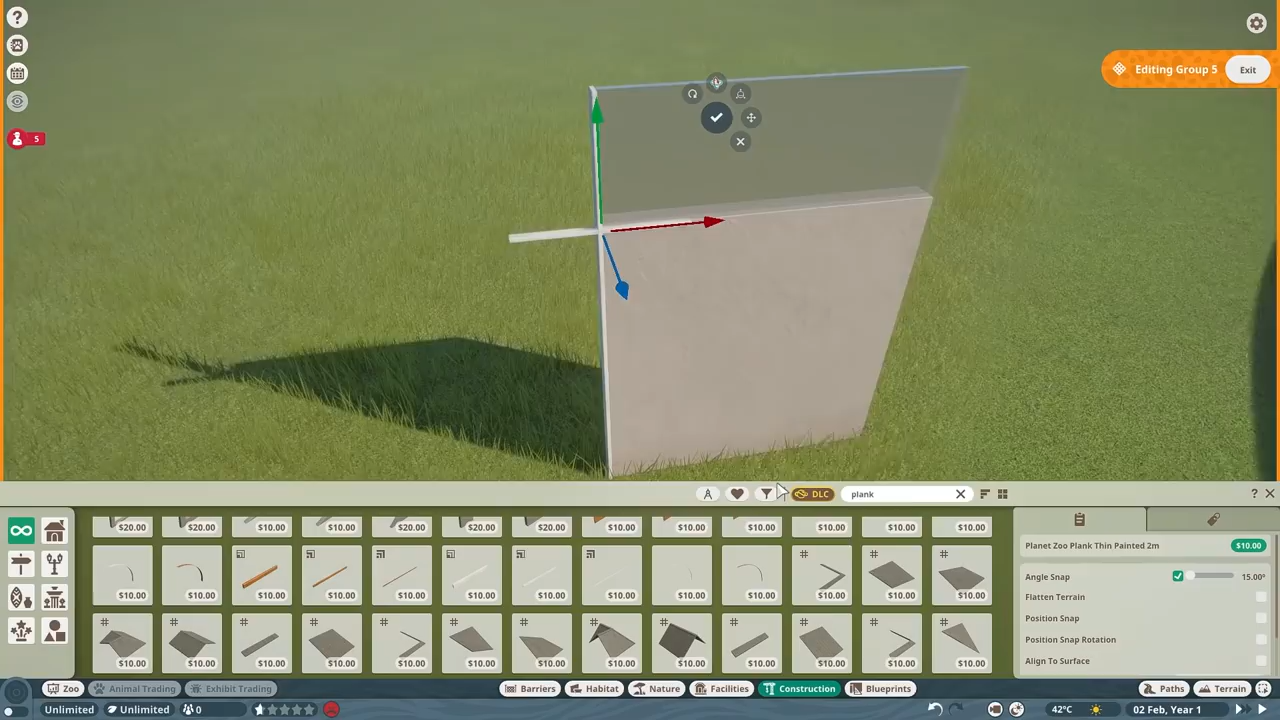 ?
Editing Group 5
Exit
5
DLC
plank
?
$20.00 $20.00 $10.00 $10.00 $20.00 $20.00 $20.00 $10.00 $10.00 $10.00 $10.00 $10.00 $10.00
$10.00 $10.00 $10.00 $10.00 $10.00 $10.00 $10.00 $10.00 $10.00 $10.00 $10.00 $10.00 $10.00
$10.00 $10.00 $10.00 $10.00 $10.00 $10.00 $10.00 $10.00 $10.00 $10.00 $10.00 $10.00 $10.00
Planet Zoo Plank Thin Painted 2m $10.00
Angle Snap 15.00°
Flatten Terrain
Position Snap
Position Snap Rotation
Align To Surface
Zoo Animal Trading Exhibit Trading Barriers Habitat Nature Facilities Construction Blueprints Paths Terrain
Unlimited Unlimited 0 42°C 02 Feb, Year 1